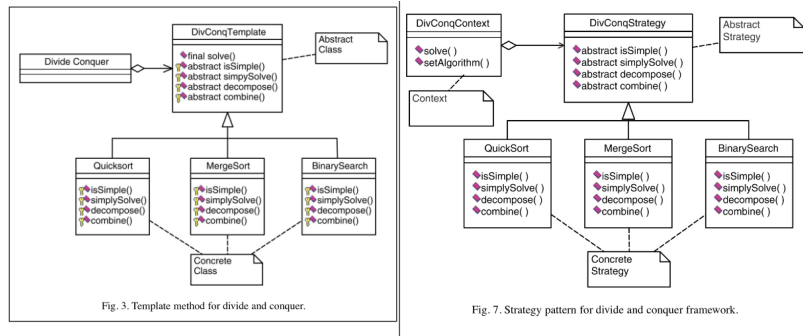 DivConqTemplate
final solve()
abstract isSimple()
abstract simpySolve()
abstract decompose()
abstract combine()
Abstract
Class
Divide Conquer
Quicksort
isSimple()
simplySolve()
decompose()
combine()
MergeSort
isSimple()
simplySolve()
decompose()
combine()
BinarySearch
isSimple()
simplySolve()
decompose()
combine()
Concrete
Class
Fig. 3. Template method for divide and conquer.
DivConqContext
solve( )
setAlgorithm( )
Context
DivConqStrategy
abstract isSimple( )
abstract simplySolve( )
abstract decompose( )
abstract combine( )
Abstract
Strategy
QuickSort
isSimple( )
simplySolve( )
decompose( )
combine( )
MergeSort
isSimple( )
simplySolve( )
decompose( )
combine( )
BinarySearch
isSimple( )
simplySolve( )
decompose( )
combine( )
Concrete
Strategy
Fig. 7. Strategy pattern for divide and conquer framework.